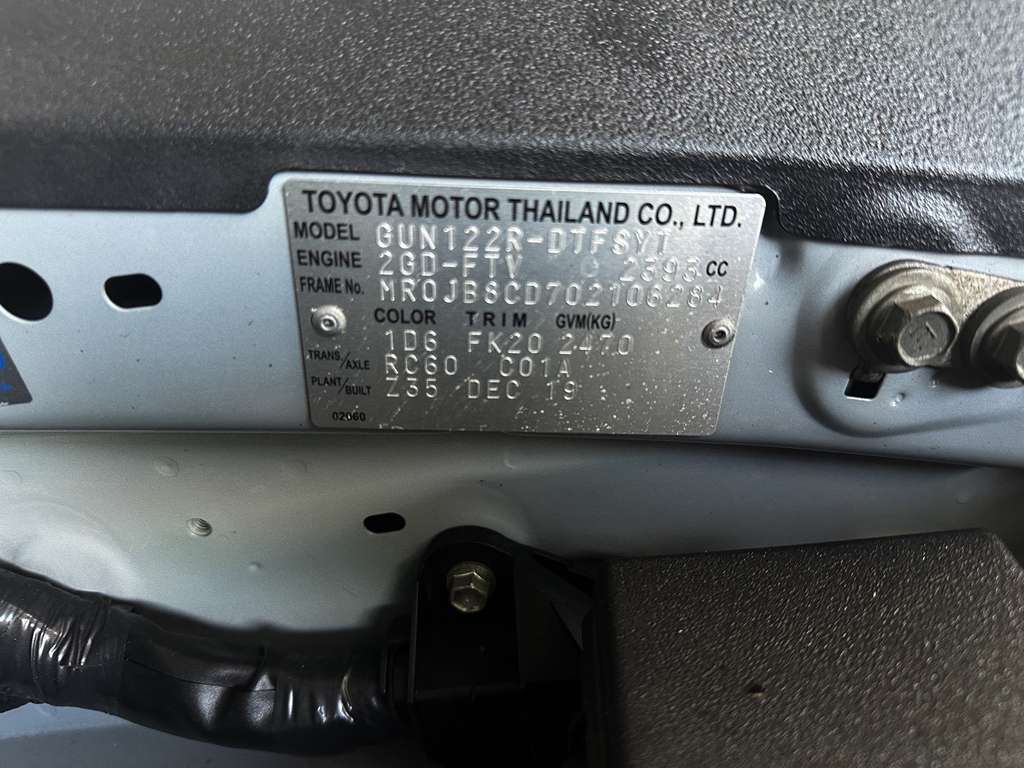 TOYOTA MOTOR THAILAND CO., LTD.
MODEL GUN122R-DTFSYT
ENGINE 2GD-FTV 2393 CC
FRAME No. MR0JB8CD702106284
COLOR TRIM GVM(KG)
1D6 FK20 2470
TRANS/AXLE RC60 C01A
PLANT/BUILT Z35 DEC 19
02060